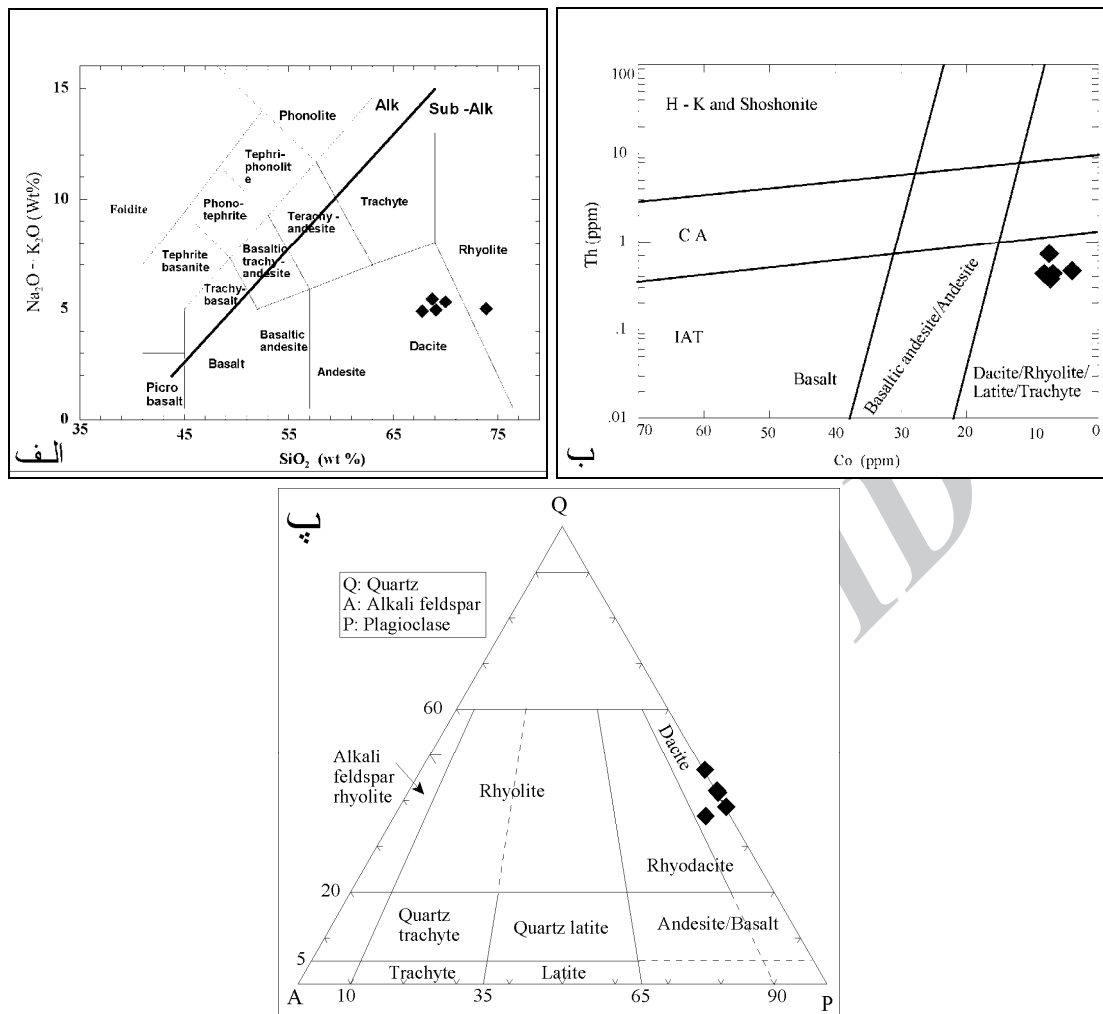 15
10
5
0
35
45
55
65
75
Na₂O -- K₂O (Wt%)
SiO₂ (wt %)
Phonolite
Alk
Sub -Alk
Tephri-
phonolit
e
Foidite
Phono-
tephrite
Terachy -
andesite
Trachyte
Tephrite
basanite
Basaltic
trachy-
andesite
Rhyolite
Trachy-
basalt
Basalt
Basaltic
andesite
Andesite
Dacite
Picro
basalt
الف
100
10
1
.1
.01
70
60
50
40
30
20
10
0
Th (ppm)
Co (ppm)
H - K and Shoshonite
C A
IAT
Basalt
Basaltic andesite/Andesite
Dacite/Rhyolite/
Latite/Trachyte
ب
پ
Q
Q: Quartz
A: Alkali feldspar
P: Plagioclase
60
Dacite
Alkali
feldspar
rhyolite
Rhyolite
Rhyodacite
20
Quartz
trachyte
Quartz latite
Andesite/Basalt
5
Trachyte
Latite
A
10
35
65
90
P
ID